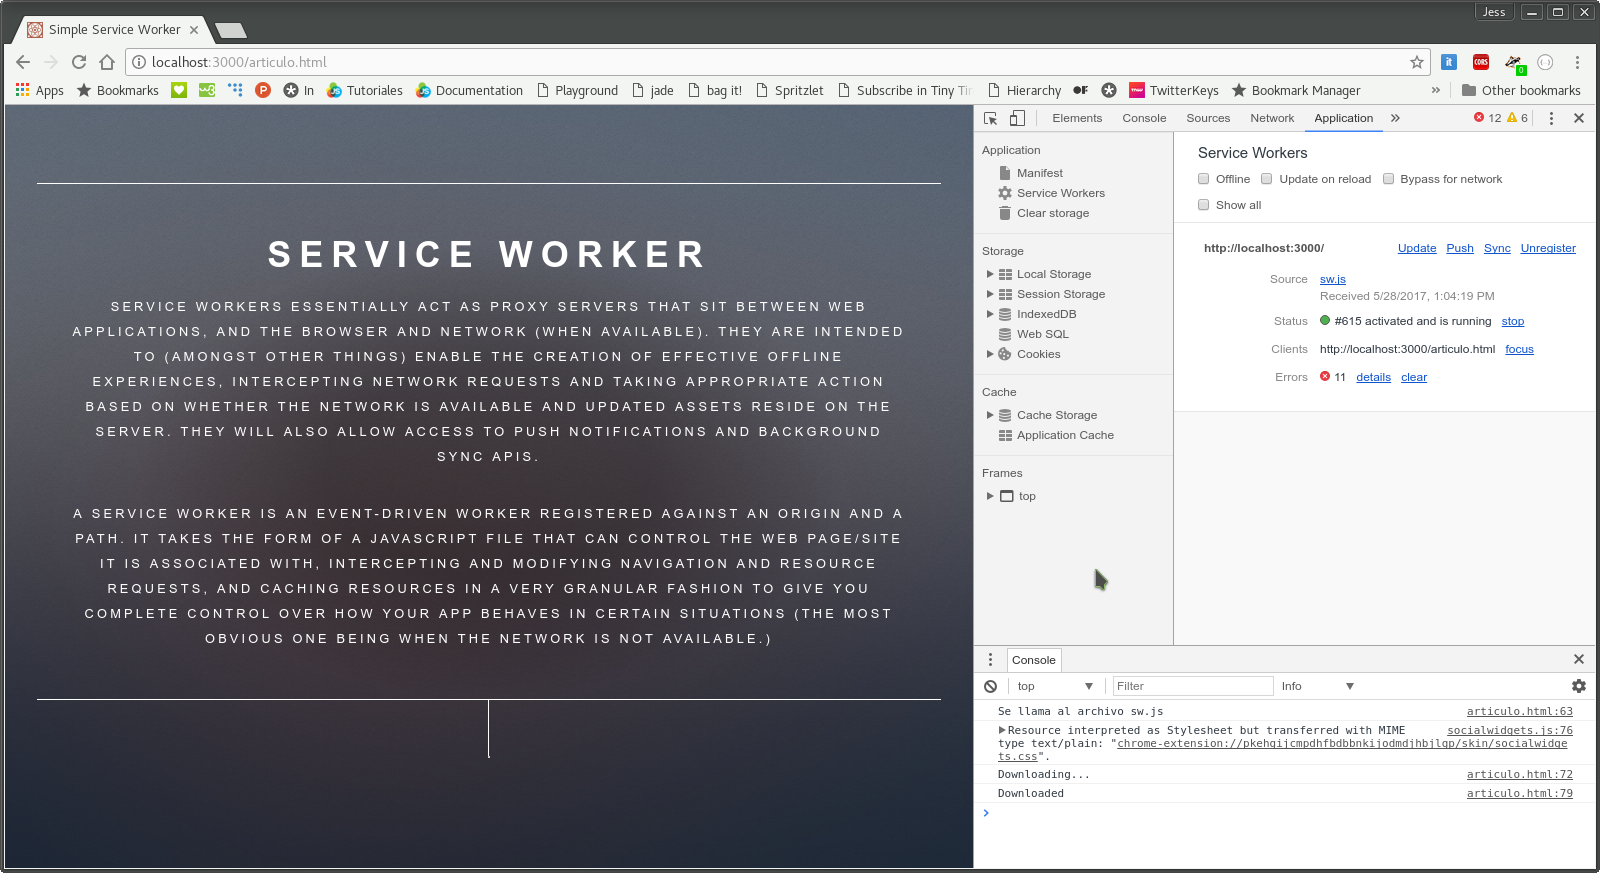 Jess
Simple Service Worker
localhost:3000/articulo.html
it
CORS
0
Apps
Bookmarks
w3
In
Tutoriales
Documentation
Playground
jade
bag it!
Spritzlet
Subscribe in Tiny Tin
Hierarchy
TwitterKeys
Bookmark Manager
»
Other bookmarks
SERVICE WORKER
SERVICE WORKERS ESSENTIALLY ACT AS PROXY SERVERS THAT SIT BETWEEN WEB
APPLICATIONS, AND THE BROWSER AND NETWORK (WHEN AVAILABLE). THEY ARE INTENDED
TO (AMONGST OTHER THINGS) ENABLE THE CREATION OF EFFECTIVE OFFLINE
EXPERIENCES, INTERCEPTING NETWORK REQUESTS AND TAKING APPROPRIATE ACTION
BASED ON WHETHER THE NETWORK IS AVAILABLE AND UPDATED ASSETS RESIDE ON THE
SERVER. THEY WILL ALSO ALLOW ACCESS TO PUSH NOTIFICATIONS AND BACKGROUND
SYNC APIS.
A SERVICE WORKER IS AN EVENT-DRIVEN WORKER REGISTERED AGAINST AN ORIGIN AND A
PATH. IT TAKES THE FORM OF A JAVASCRIPT FILE THAT CAN CONTROL THE WEB PAGE/SITE
IT IS ASSOCIATED WITH, INTERCEPTING AND MODIFYING NAVIGATION AND RESOURCE
REQUESTS, AND CACHING RESOURCES IN A VERY GRANULAR FASHION TO GIVE YOU
COMPLETE CONTROL OVER HOW YOUR APP BEHAVES IN CERTAIN SITUATIONS (THE MOST
OBVIOUS ONE BEING WHEN THE NETWORK IS NOT AVAILABLE.)
Elements Console Sources Network Application » 12 6
Application
Manifest
Service Workers
Clear storage
Storage
Local Storage
Session Storage
IndexedDB
Web SQL
Cookies
Cache
Cache Storage
Application Cache
Frames
top
Service Workers
Offline Update on reload Bypass for network
Show all
http://localhost:3000/ Update Push Sync Unregister
Source sw.js
Received 5/28/2017, 1:04:19 PM
Status #615 activated and is running stop
Clients http://localhost:3000/articulo.html focus
Errors 11 details clear
Console
top Filter Info
Se llama al archivo sw.js articulo.html:63
Resource interpreted as Stylesheet but transferred with MIME socialwidgets.js:76
type text/plain: "chrome-extension://pkehgijcmpdhfbdbbnkijodmdjhbjlgp/skin/socialwidge
ts.css".
Downloading... articulo.html:72
Downloaded articulo.html:79